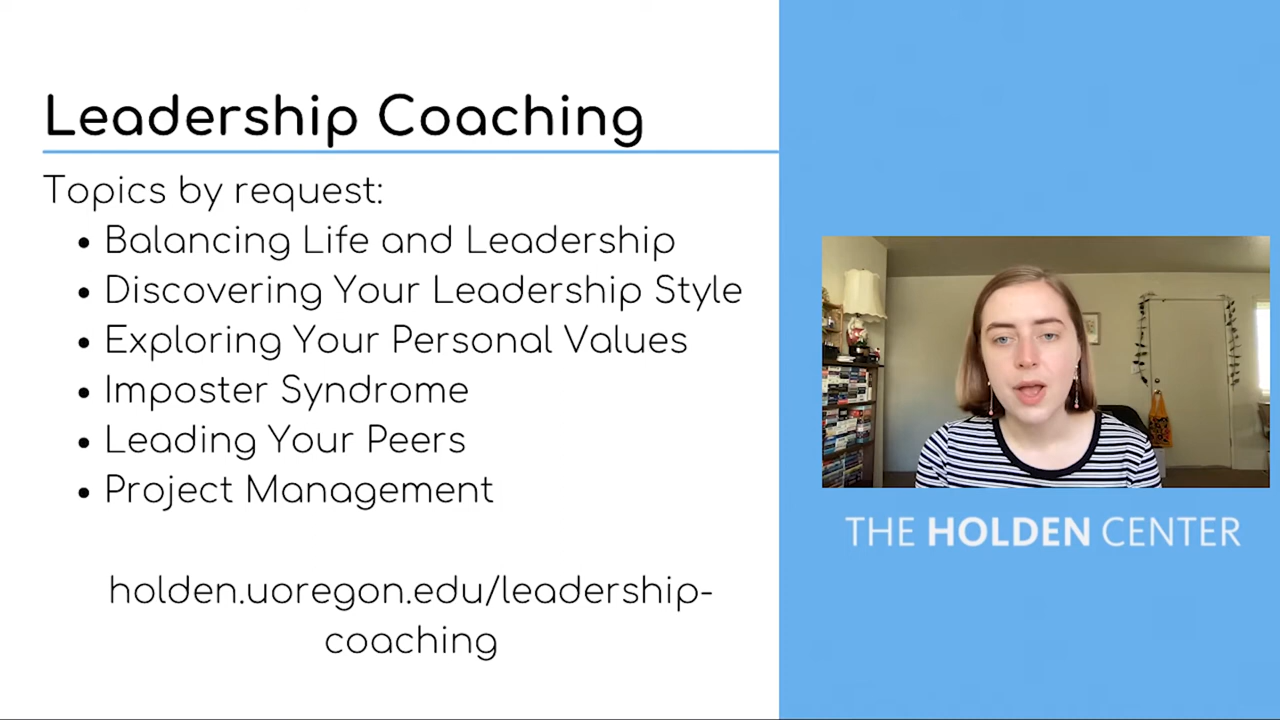 Leadership Coaching
Topics by request:
• Balancing Life and Leadership
• Discovering Your Leadership Style
• Exploring Your Personal Values
• Imposter Syndrome
• Leading Your Peers
• Project Management
holden.uoregon.edu/leadership-
coaching
THE HOLDEN CENTER